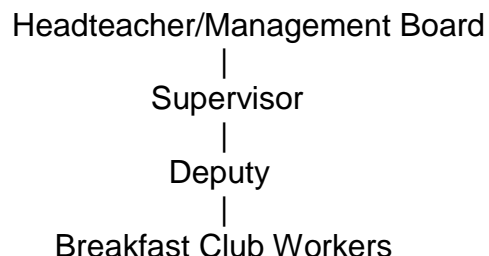 Headteacher/Management Board
|
Supervisor
|
Deputy
|
Breakfast Club Workers